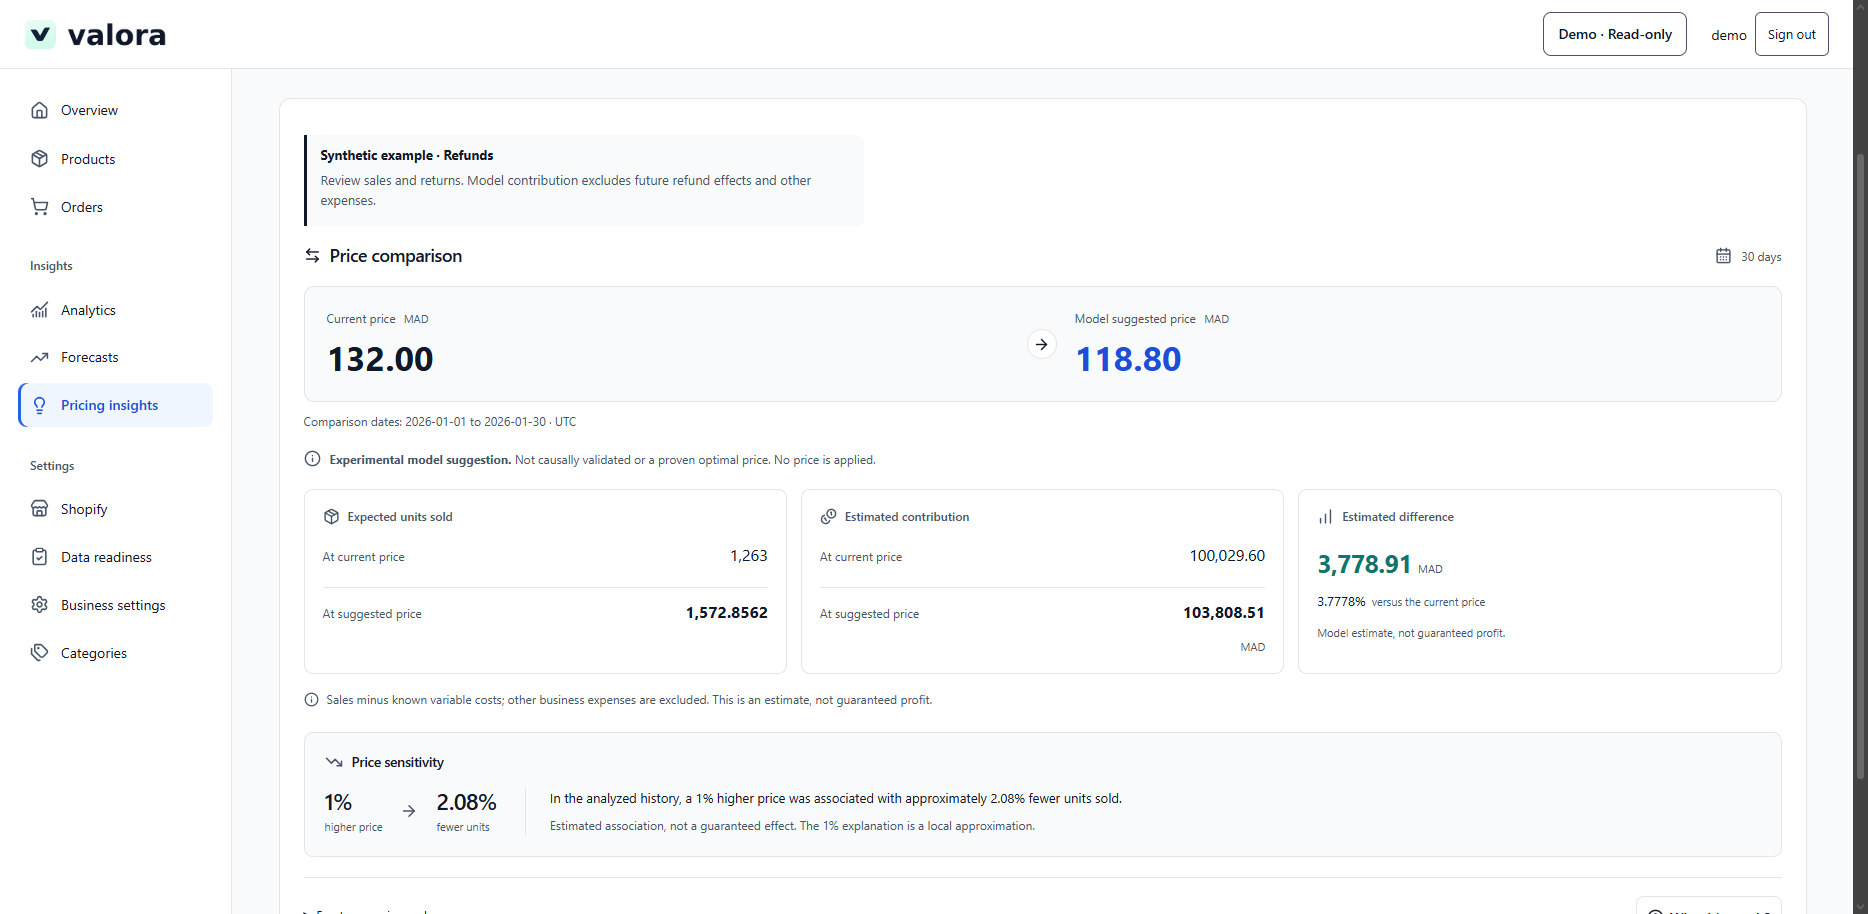 valora
Demo · Read-only
demo
Sign out
Overview
Products
Orders
Insights
Analytics
Forecasts
Pricing insights
Settings
Shopify
Data readiness
Business settings
Categories
Synthetic example · Refunds
Review sales and returns. Model contribution excludes future refund effects and other
expenses.
Price comparison
30 days
Current price MAD
132.00
Model suggested price MAD
118.80
Comparison dates: 2026-01-01 to 2026-01-30 · UTC
Experimental model suggestion. Not causally validated or a proven optimal price. No price is applied.
Expected units sold
At current price 1,263
At suggested price 1,572.8562
Estimated contribution
At current price 100,029.60
At suggested price 103,808.51
MAD
Estimated difference
3,778.91 MAD
3.7778% versus the current price
Model estimate, not guaranteed profit.
Sales minus known variable costs; other business expenses are excluded. This is an estimate, not guaranteed profit.
Price sensitivity
1%
higher price
2.08%
fewer units
In the analyzed history, a 1% higher price was associated with approximately 2.08% fewer units sold.
Estimated association, not a guaranteed effect. The 1% explanation is a local approximation.